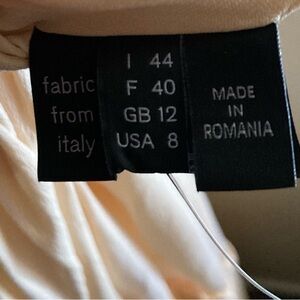 fabric
from
italy
I 44
F 40
GB 12
USA 8
MADE
IN
ROMANIA